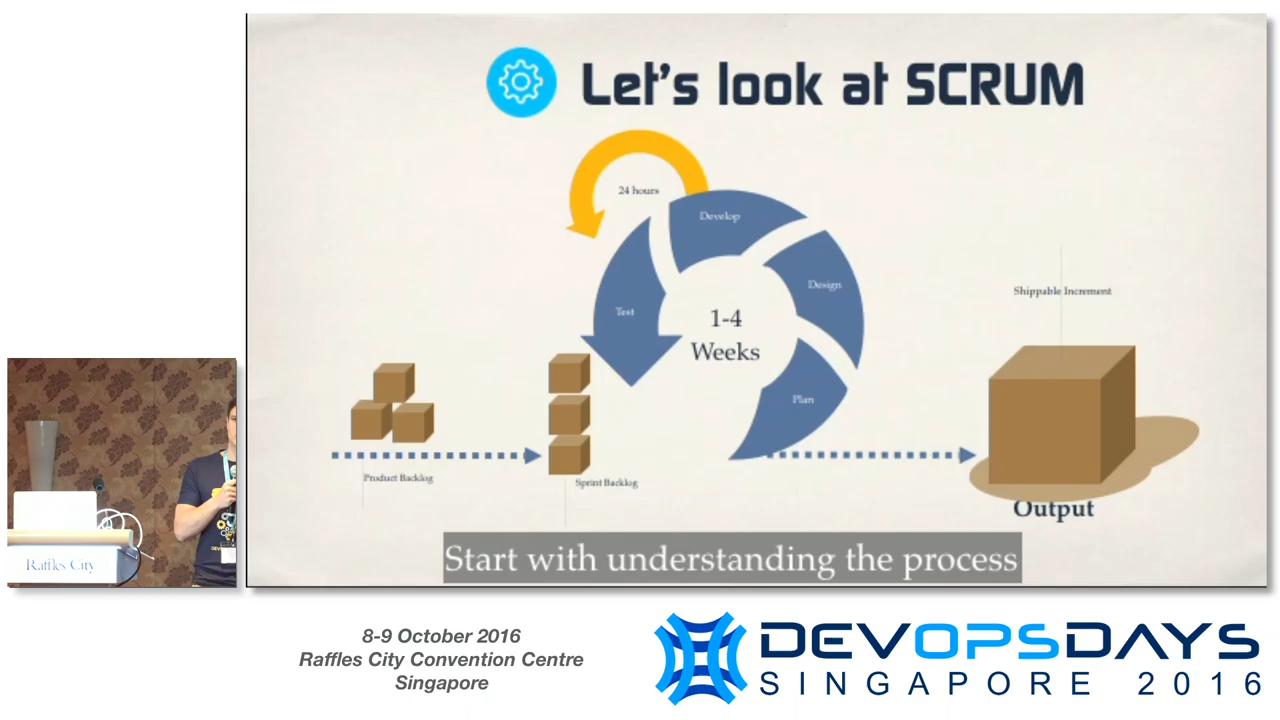 Let's look at SCRUM
24 hours
Develop
Design
Test
1-4
Weeks
Plan
Shippable Increment
Product Backlog
Sprint Backlog
Output
Start with understanding the process
Raffles City
8-9 October 2016
Raffles City Convention Centre
Singapore
DEVOPSDAYS
SINGAPORE 2016